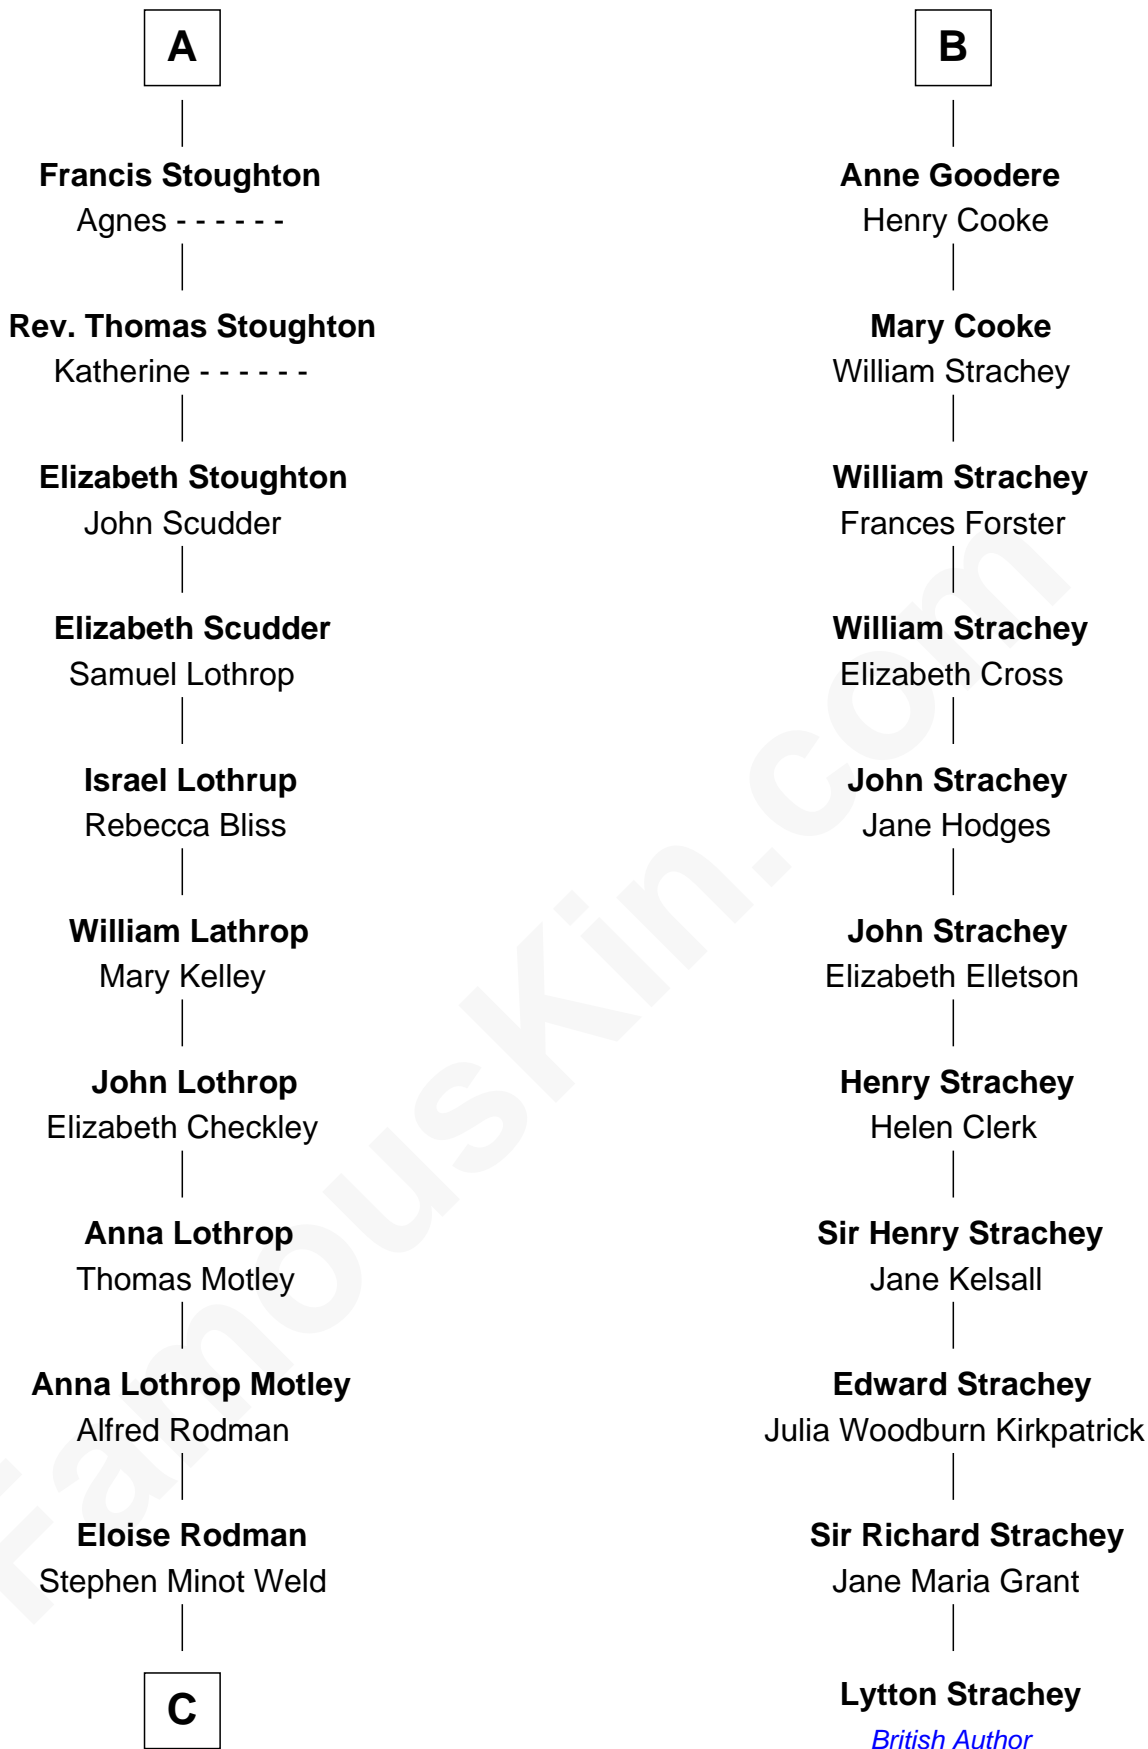 A
Francis Stoughton
Agnes - - - - - -
Rev. Thomas Stoughton
Katherine - - - - - -
Elizabeth Stoughton
John Scudder
Elizabeth Scudder
Samuel Lothrop
Israel Lothrup
Rebecca Bliss
William Lathrop
Mary Kelley
John Lothrop
Elizabeth Checkley
Anna Lothrop
Thomas Motley
Anna Lothrop Motley
Alfred Rodman
Eloise Rodman
Stephen Minot Weld
C
B
Anne Goodere
Henry Cooke
Mary Cooke
William Strachey
William Strachey
Frances Forster
William Strachey
Elizabeth Cross
John Strachey
Jane Hodges
John Strachey
Elizabeth Elletson
Henry Strachey
Helen Clerk
Sir Henry Strachey
Jane Kelsall
Edward Strachey
Julia Woodburn Kirkpatrick
Sir Richard Strachey
Jane Maria Grant
Lytton Strachey
British Author
FamousKin.com